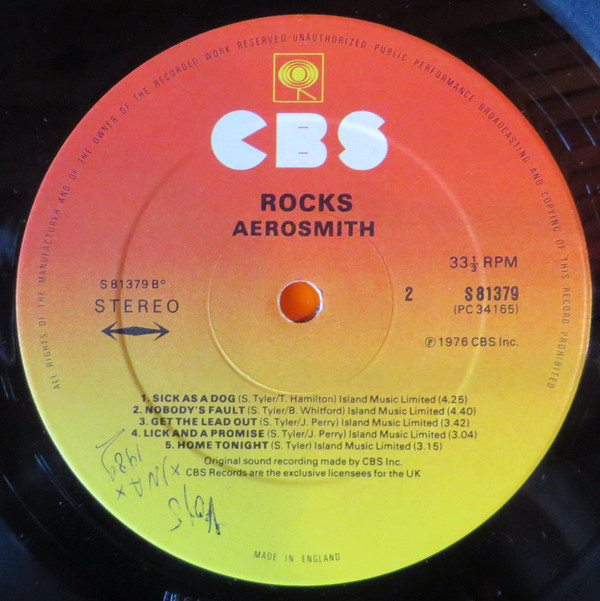 ALL RIGHTS OF THE MANUFACTURER AND OF THE OWNER OF THE RECORDED WORK RESERVED UNAUTHORIZED PUBLIC PERFORMANCE BROADCASTING AND COPYING OF THIS RECORD PROHIBITED
CBS
ROCKS
AEROSMITH
33⅓ RPM
S 81379 B°
STEREO
2
S 81379
(PC 34165)
℗ 1976 CBS Inc.
1. SICK AS A DOG (S. Tyler/T. Hamilton) Island Music Limited (4.25)
2. NOBODY'S FAULT (S. Tyler/B. Whitford) Island Music Limited (4.40)
3. GET THE LEAD OUT (S. Tyler/J. Perry) Island Music Limited (3.42)
4. LICK AND A PROMISE (S. Tyler/J. Perry) Island Music Limited (3.04)
5. HOME TONIGHT (S. Tyler) Island Music Limited (3.15)
Original sound recording made by CBS Inc.
CBS Records are the exclusive licensees for the UK
MADE IN ENGLAND